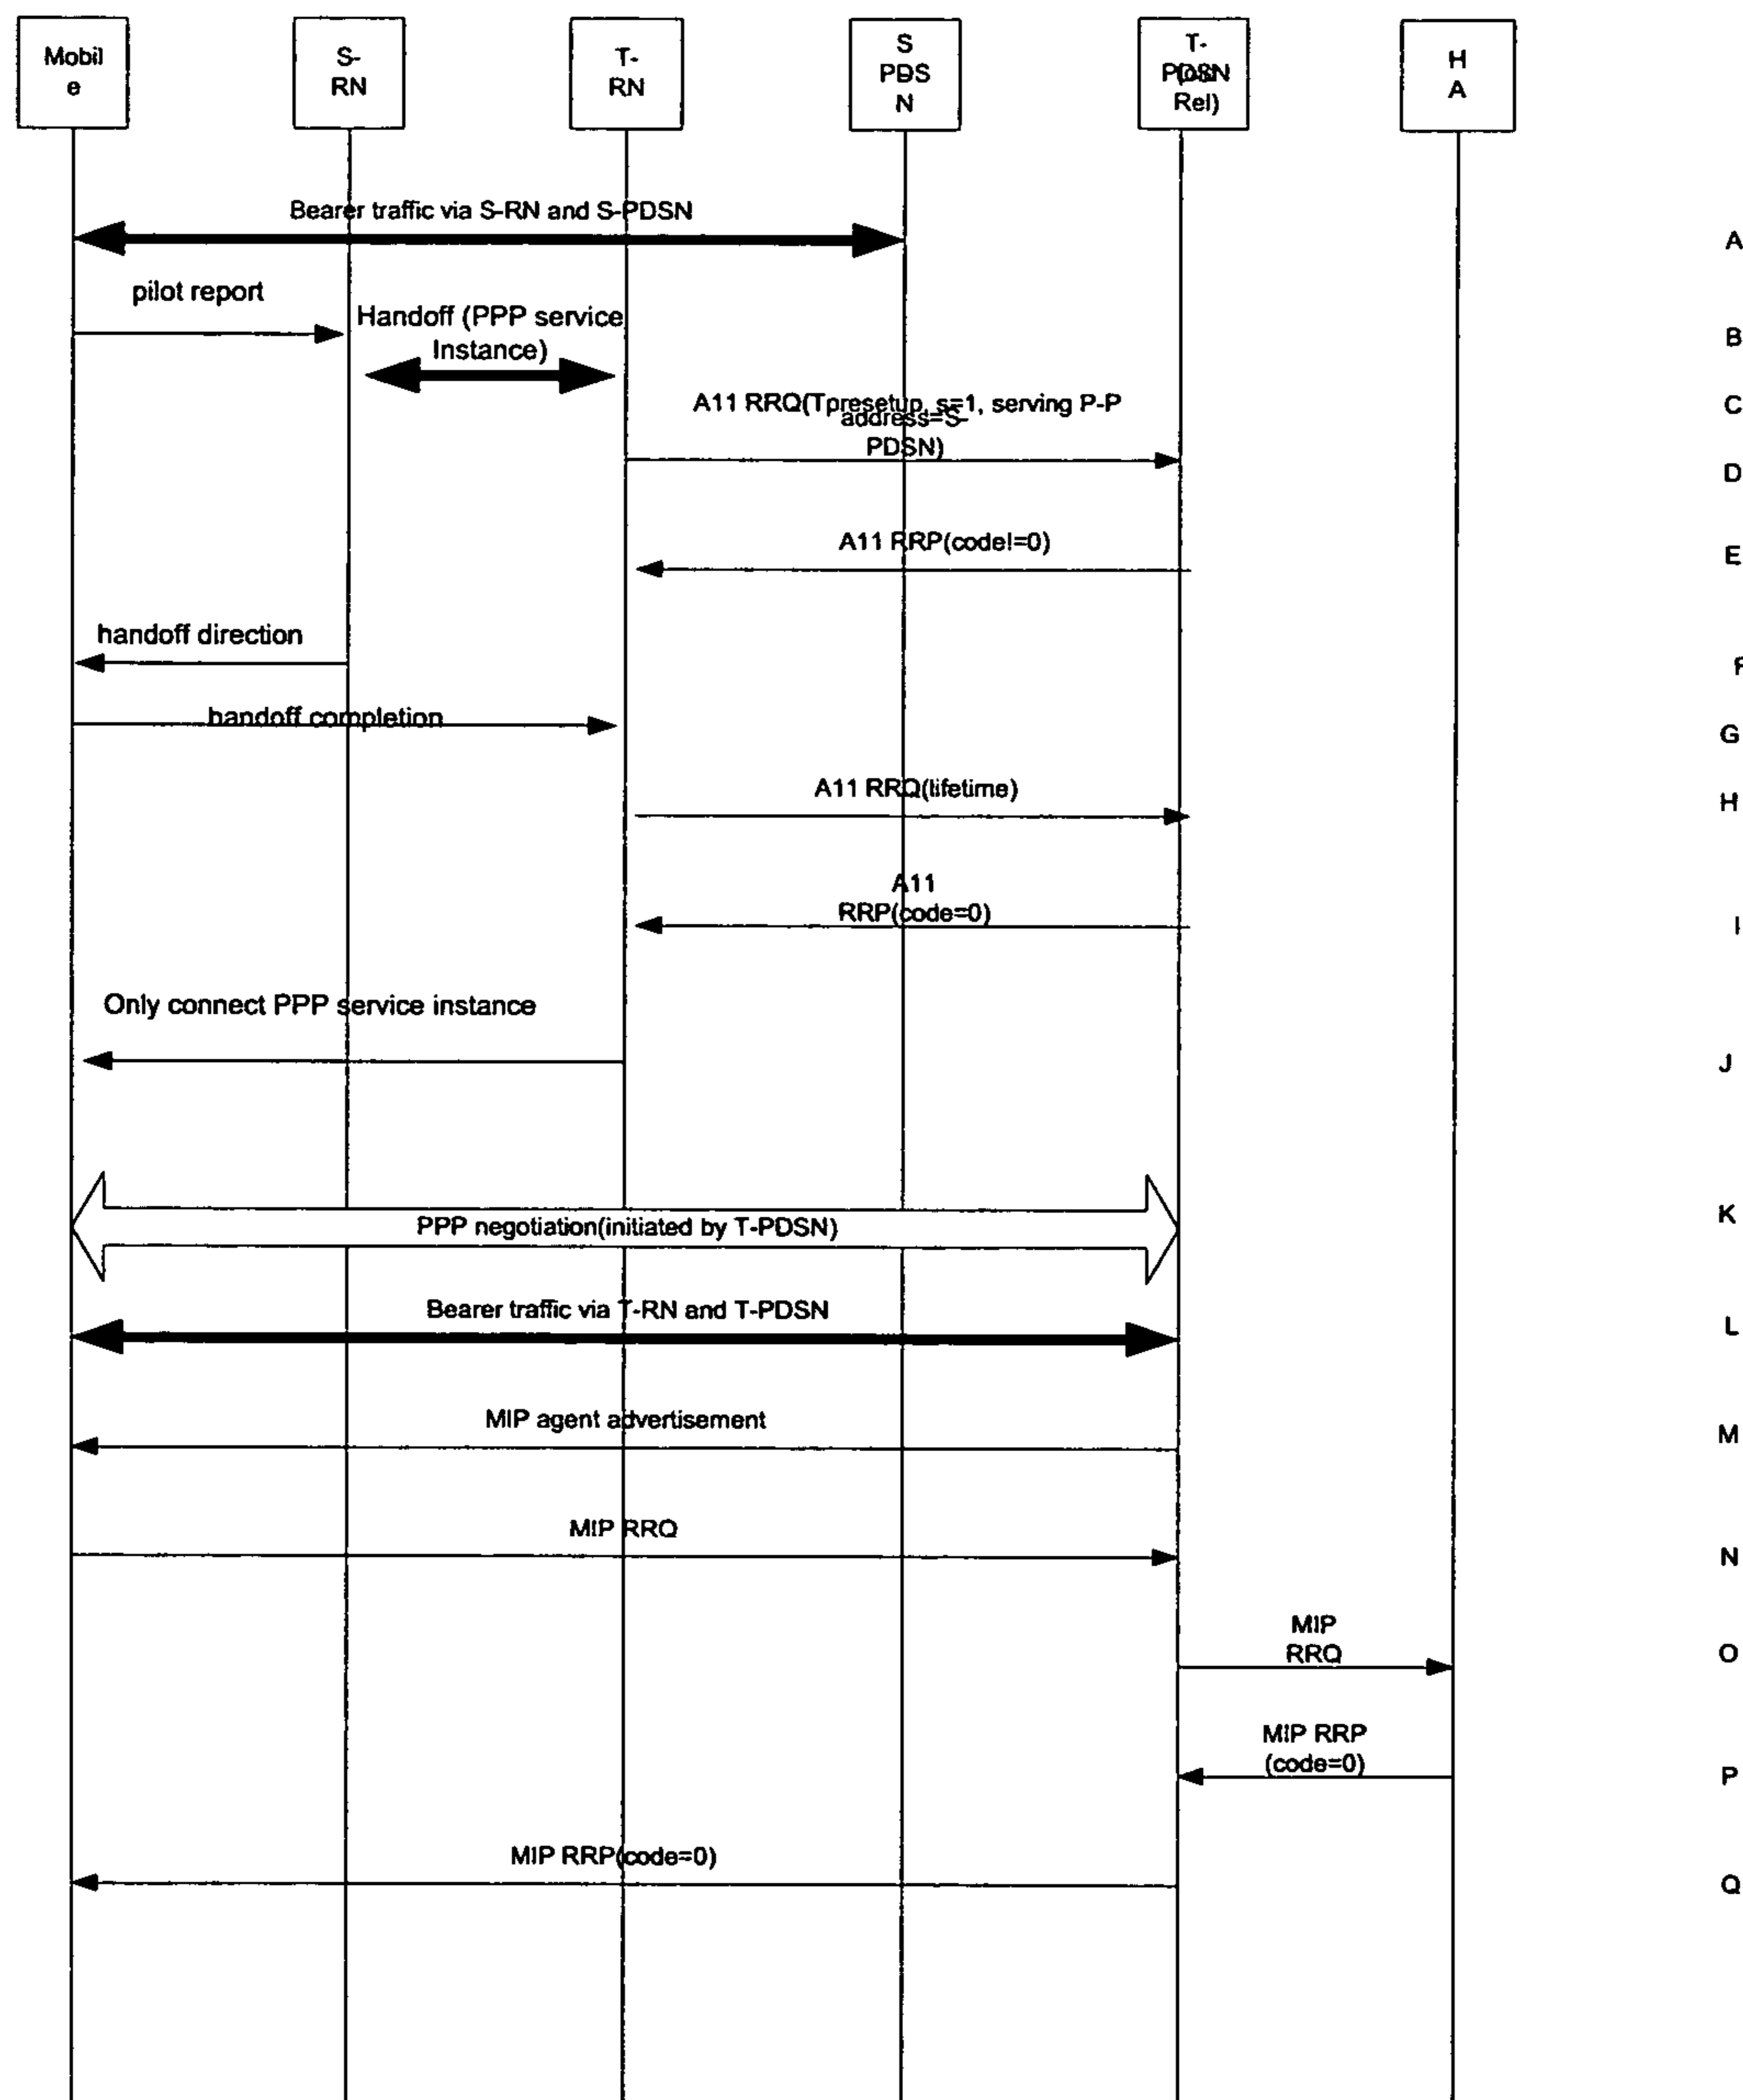 Mobil
e
S-
RN
T-
RN
S
PDS
N
T-
PDSN
Rel)
H
A
Bearer traffic via S-RN and S-PDSN
A
pilot report
Handoff (PPP service
Instance)
B
A11 RRQ(Tpresetup, s=1, serving P-P
address=S-
PDSN)
C
D
A11 RRP(code!=0)
E
handoff direction
F
handoff completion
G
A11 RRQ(lifetime)
H
A11
RRP(code=0)
I
Only connect PPP service instance
J
PPP negotiation(initiated by T-PDSN)
K
Bearer traffic via T-RN and T-PDSN
L
MIP agent advertisement
M
MIP RRQ
N
MIP
RRQ
O
MIP RRP
(code=0)
P
MIP RRP(code=0)
Q